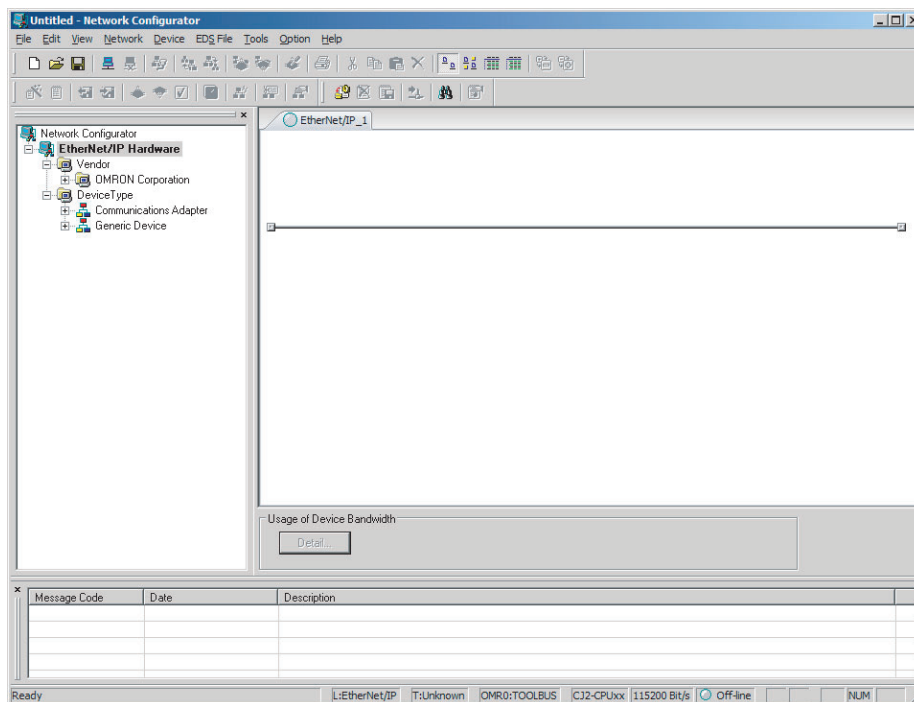 Untitled - Network Configurator
File Edit View Network Device EDS File Tools Option Help
Network Configurator
EtherNet/IP Hardware
Vendor
OMRON Corporation
DeviceType
Communications Adapter
Generic Device
EtherNet/IP_1
Usage of Device Bandwidth
Detail...
Message Code Date Description
Ready L:EtherNet/IP T:Unknown OMR0:TOOLBUS CJ2-CPUxx 115200 Bit/s Off-line NUM